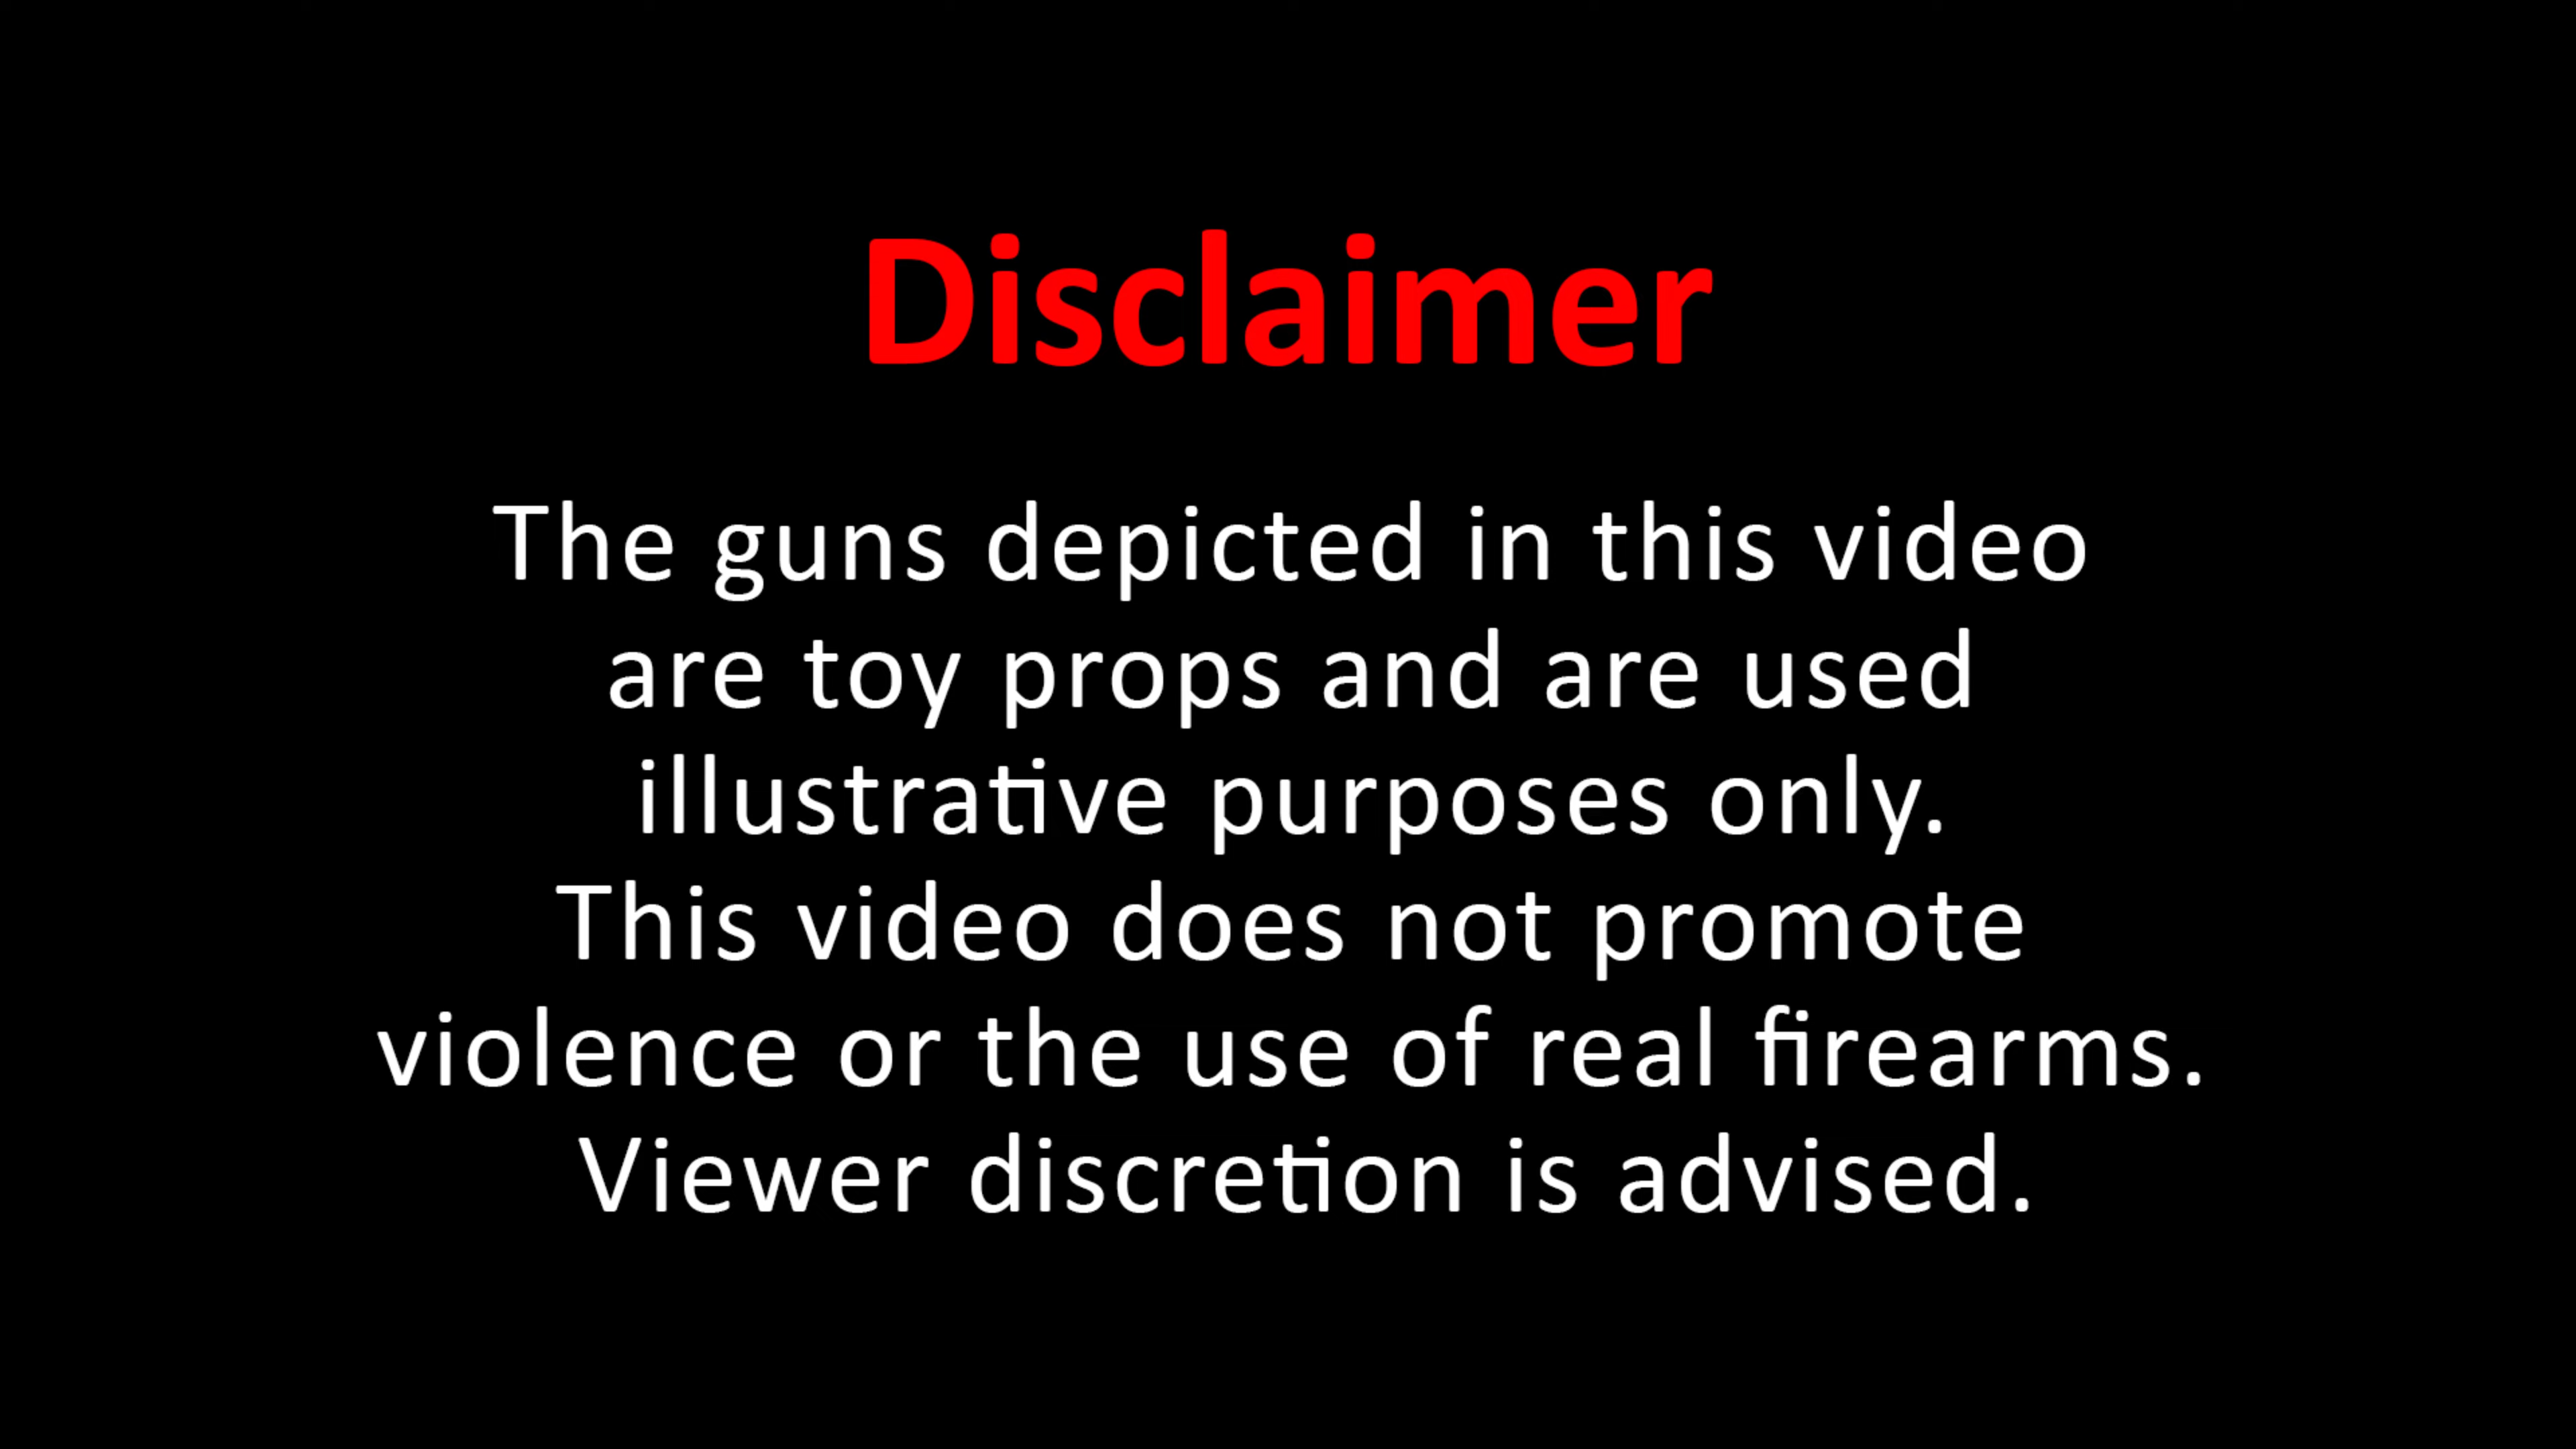 Disclaimer
The guns depicted in this video
are toy props and are used
illustrative purposes only.
This video does not promote
violence or the use of real firearms.
Viewer discretion is advised.